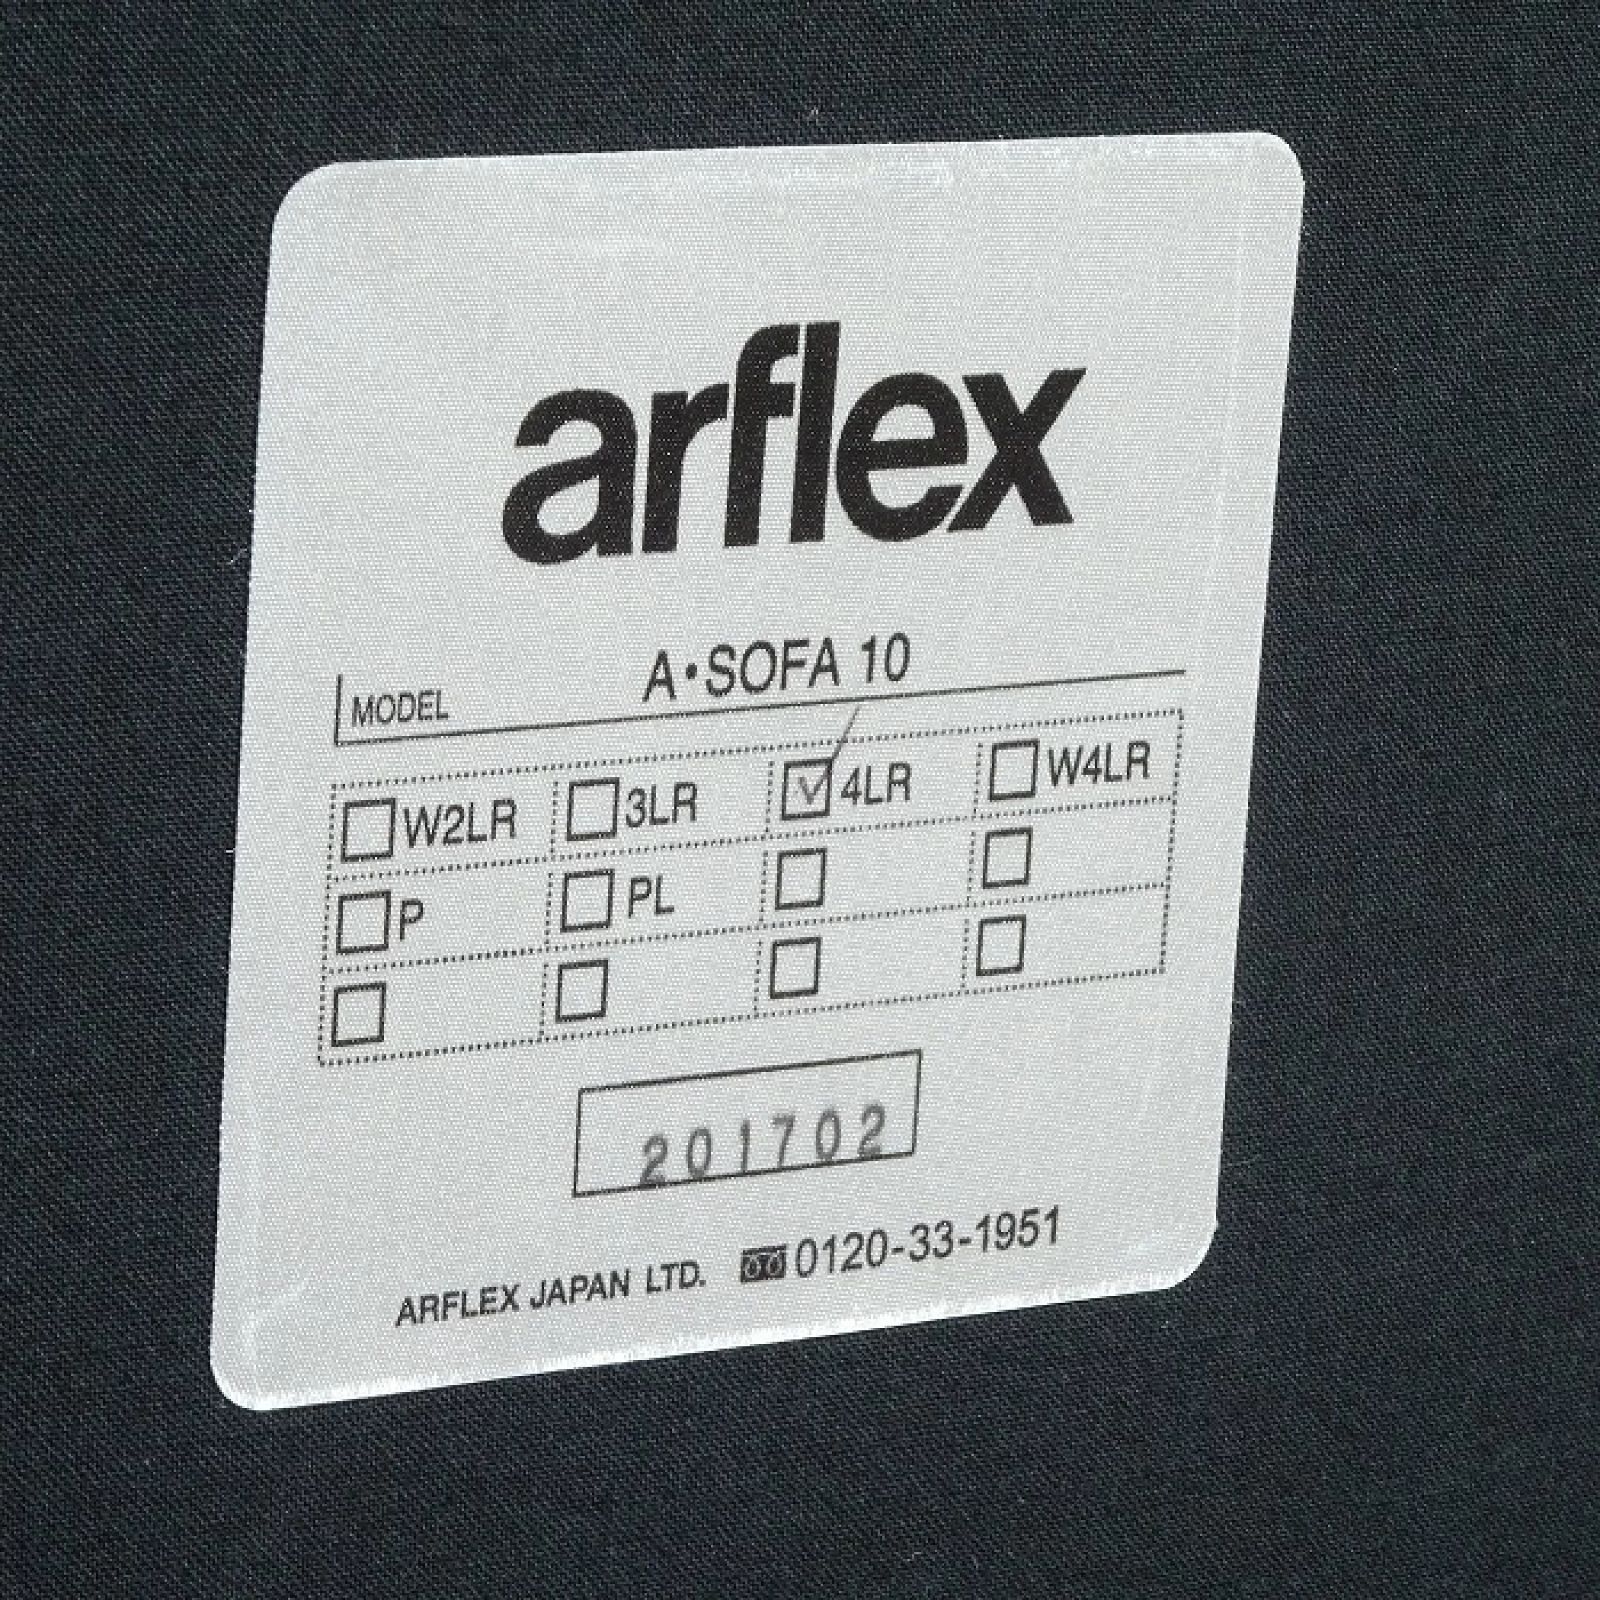 arflex
MODEL A・SOFA 10
☐W2LR ☐3LR ☑4LR ☐W4LR
☐P ☐PL ☐ ☐
☐ ☐ ☐ ☐
201702
ARFLEX JAPAN LTD. 0120-33-1951